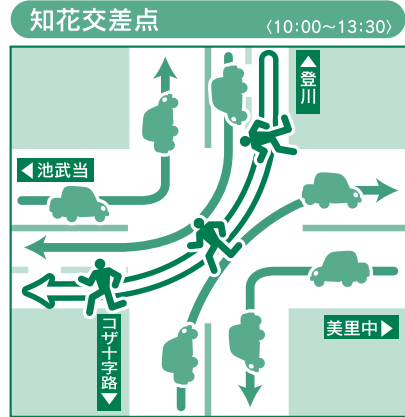 知花交差点
〈10:00～13:30〉
▲登川
◀池武当
美里中▶
コザ十字路▼